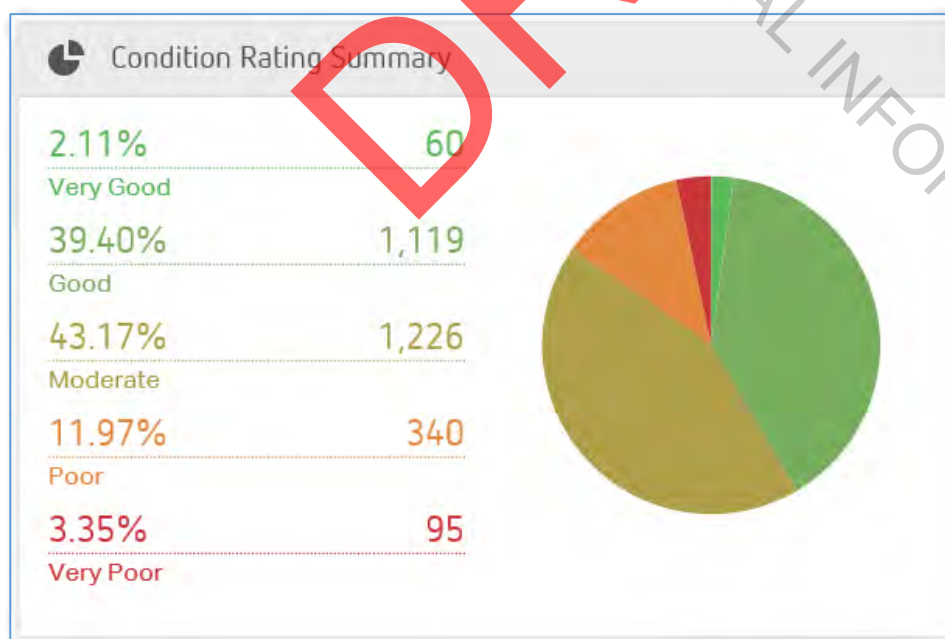 Condition Rating Summary
2.11% 60
Very Good
39.40% 1,119
Good
43.17% 1,226
Moderate
11.97% 340
Poor
3.35% 95
Very Poor